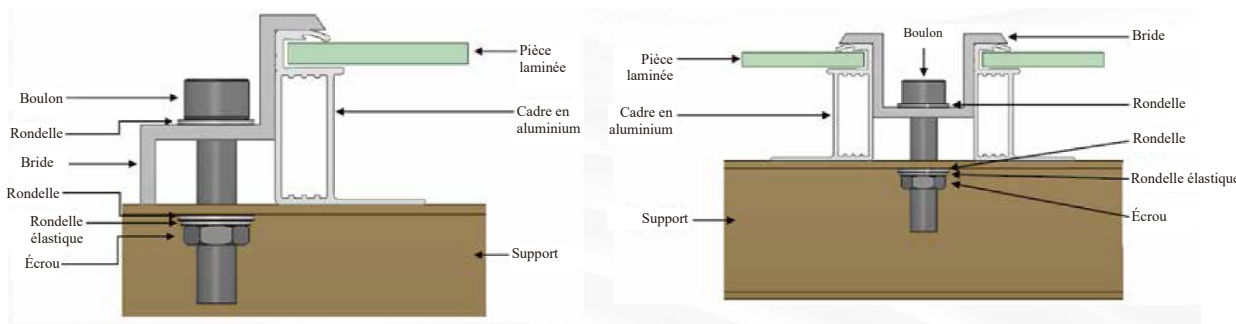 Pièce
laminée
Boulon
Rondelle
Cadre en
aluminium
Bride
Rondelle
Rondelle
élastique
Écrou
Support
Boulon
Bride
Pièce
laminée
Rondelle
Cadre en
aluminium
Rondelle
Rondelle élastique
Support
Écrou